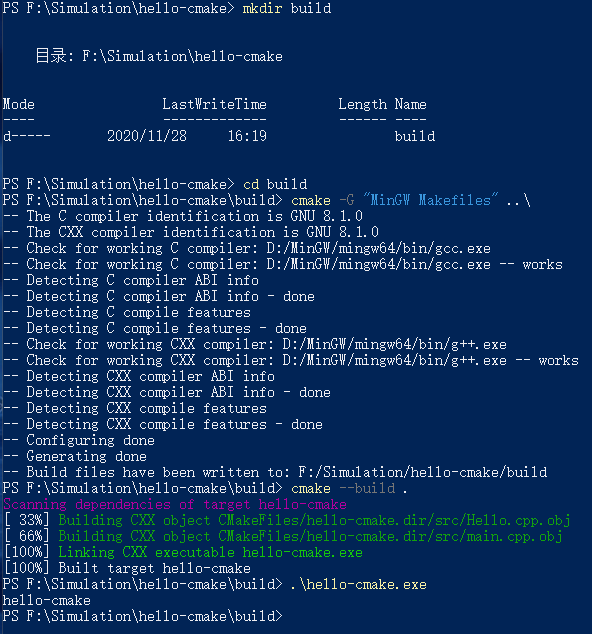 PS F:\Simulation\hello-cmake> mkdir build
目录: F:\Simulation\hello-cmake
Mode                 LastWriteTime         Length Name
----                 -------------         ------ ----
d-----        2020/11/28     16:19                build
PS F:\Simulation\hello-cmake> cd build
PS F:\Simulation\hello-cmake\build> cmake -G "MinGW Makefiles" ..\
-- The C compiler identification is GNU 8.1.0
-- The CXX compiler identification is GNU 8.1.0
-- Check for working C compiler: D:/MinGW/mingw64/bin/gcc.exe
-- Check for working C compiler: D:/MinGW/mingw64/bin/gcc.exe -- works
-- Detecting C compiler ABI info
-- Detecting C compiler ABI info - done
-- Detecting C compile features
-- Detecting C compile features - done
-- Check for working CXX compiler: D:/MinGW/mingw64/bin/g++.exe
-- Check for working CXX compiler: D:/MinGW/mingw64/bin/g++.exe -- works
-- Detecting CXX compiler ABI info
-- Detecting CXX compiler ABI info - done
-- Detecting CXX compile features
-- Detecting CXX compile features - done
-- Configuring done
-- Generating done
-- Build files have been written to: F:/Simulation/hello-cmake/build
PS F:\Simulation\hello-cmake\build> cmake --build .
Scanning dependencies of target hello-cmake
[ 33%] Building CXX object CMakeFiles/hello-cmake.dir/src/Hello.cpp.obj
[ 66%] Building CXX object CMakeFiles/hello-cmake.dir/src/main.cpp.obj
[100%] Linking CXX executable hello-cmake.exe
[100%] Built target hello-cmake
PS F:\Simulation\hello-cmake\build> .\hello-cmake.exe
hello-cmake
PS F:\Simulation\hello-cmake\build>